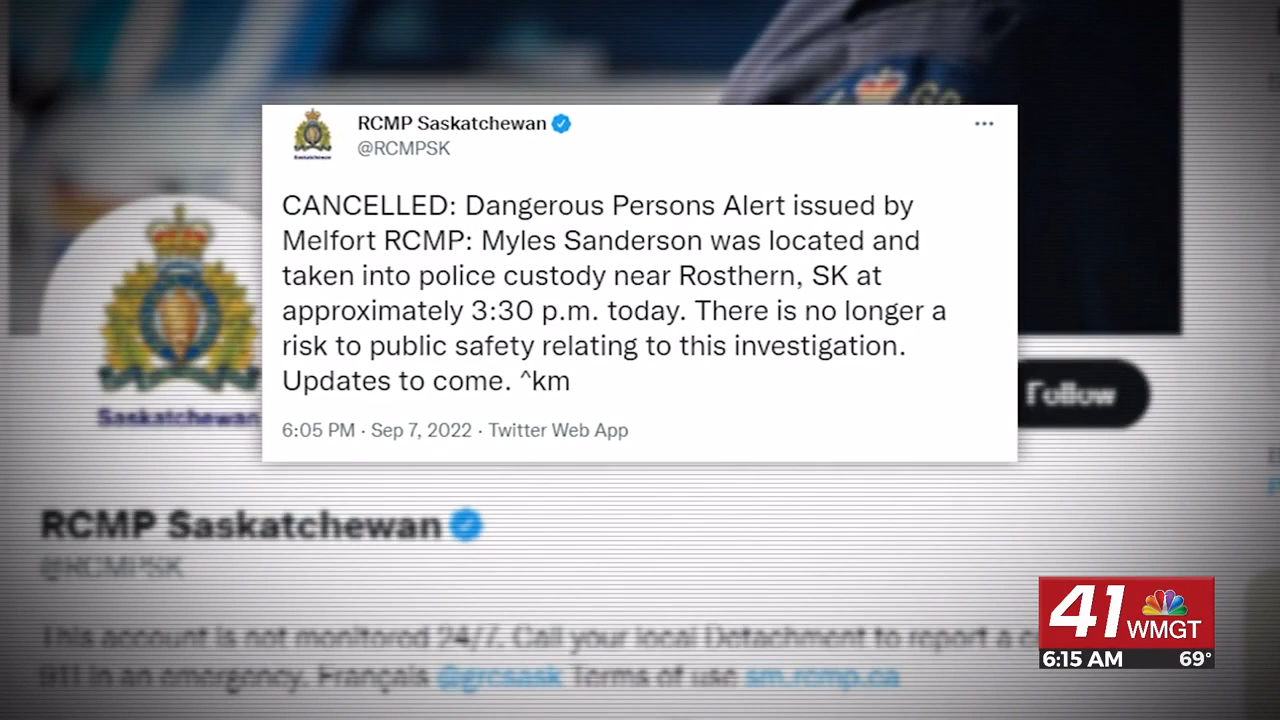 RCMP Saskatchewan
@RCMPSK
CANCELLED: Dangerous Persons Alert issued by
Melfort RCMP: Myles Sanderson was located and
taken into police custody near Rosthern, SK at
approximately 3:30 p.m. today. There is no longer a
risk to public safety relating to this investigation.
Updates to come. ^km
6:05 PM · Sep 7, 2022 · Twitter Web App
Saskatchewan
Follow
RCMP Saskatchewan
@RCMPSK
This account is not monitored 24/7. Call your local Detachment to report a
911 in an emergency. Français @grcsask Terms of use sm.rcmp.ca
41
WMGT
6:15 AM 69°